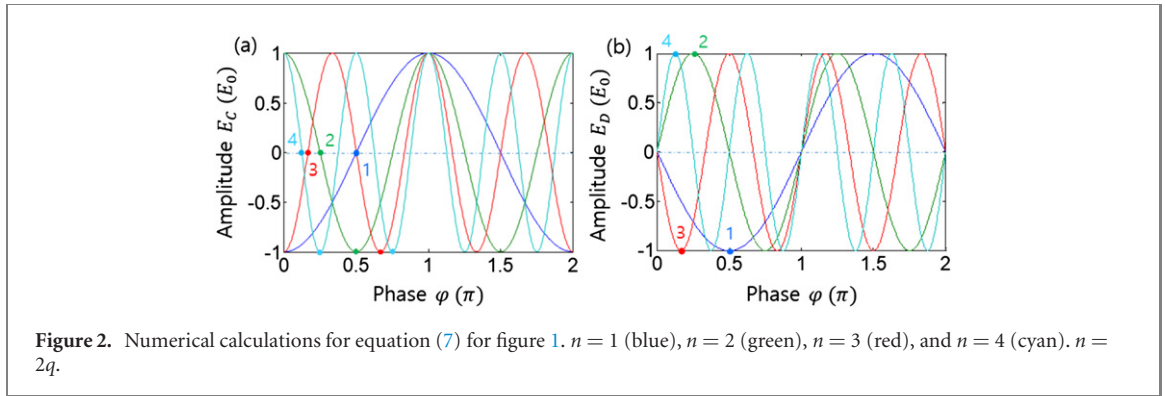 (a)
(b)
4
2
1
1
0.5
0.5
Amplitude E_C (E_0)
Amplitude E_D (E_0)
4
2
0
0
3
1
-0.5
-0.5
3
1
-1
-1
0 0.5 1 1.5 2
0 0.5 1 1.5 2
Phase φ (π)
Phase φ (π)
Figure 2. Numerical calculations for equation (7) for figure 1. n = 1 (blue), n = 2 (green), n = 3 (red), and n = 4 (cyan). n =
2q.